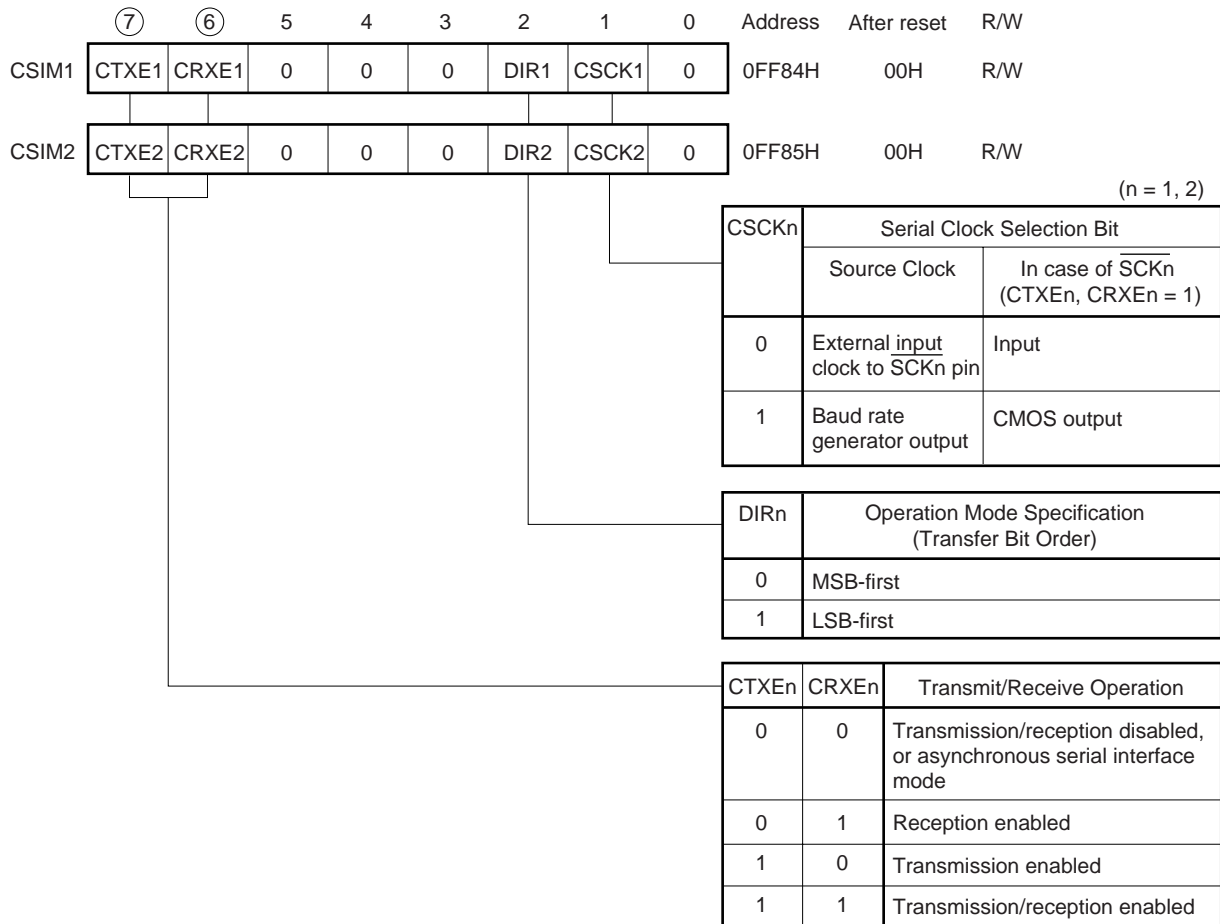 ⑦ ⑥ 5 4 3 2 1 0 Address After reset R/W
CSIM1 CTXE1 CRXE1 0 0 0 DIR1 CSCK1 0 0FF84H 00H R/W
CSIM2 CTXE2 CRXE2 0 0 0 DIR2 CSCK2 0 0FF85H 00H R/W
(n = 1, 2)
CSCKn Serial Clock Selection Bit
Source Clock In case of S̅C̅K̅n̅
(CTXEn, CRXEn = 1)
0 External input Input
clock to S̅C̅K̅n̅ pin
1 Baud rate CMOS output
generator output
DIRn Operation Mode Specification
(Transfer Bit Order)
0 MSB-first
1 LSB-first
CTXEn CRXEn Transmit/Receive Operation
0 0 Transmission/reception disabled,
or asynchronous serial interface
mode
0 1 Reception enabled
1 0 Transmission enabled
1 1 Transmission/reception enabled